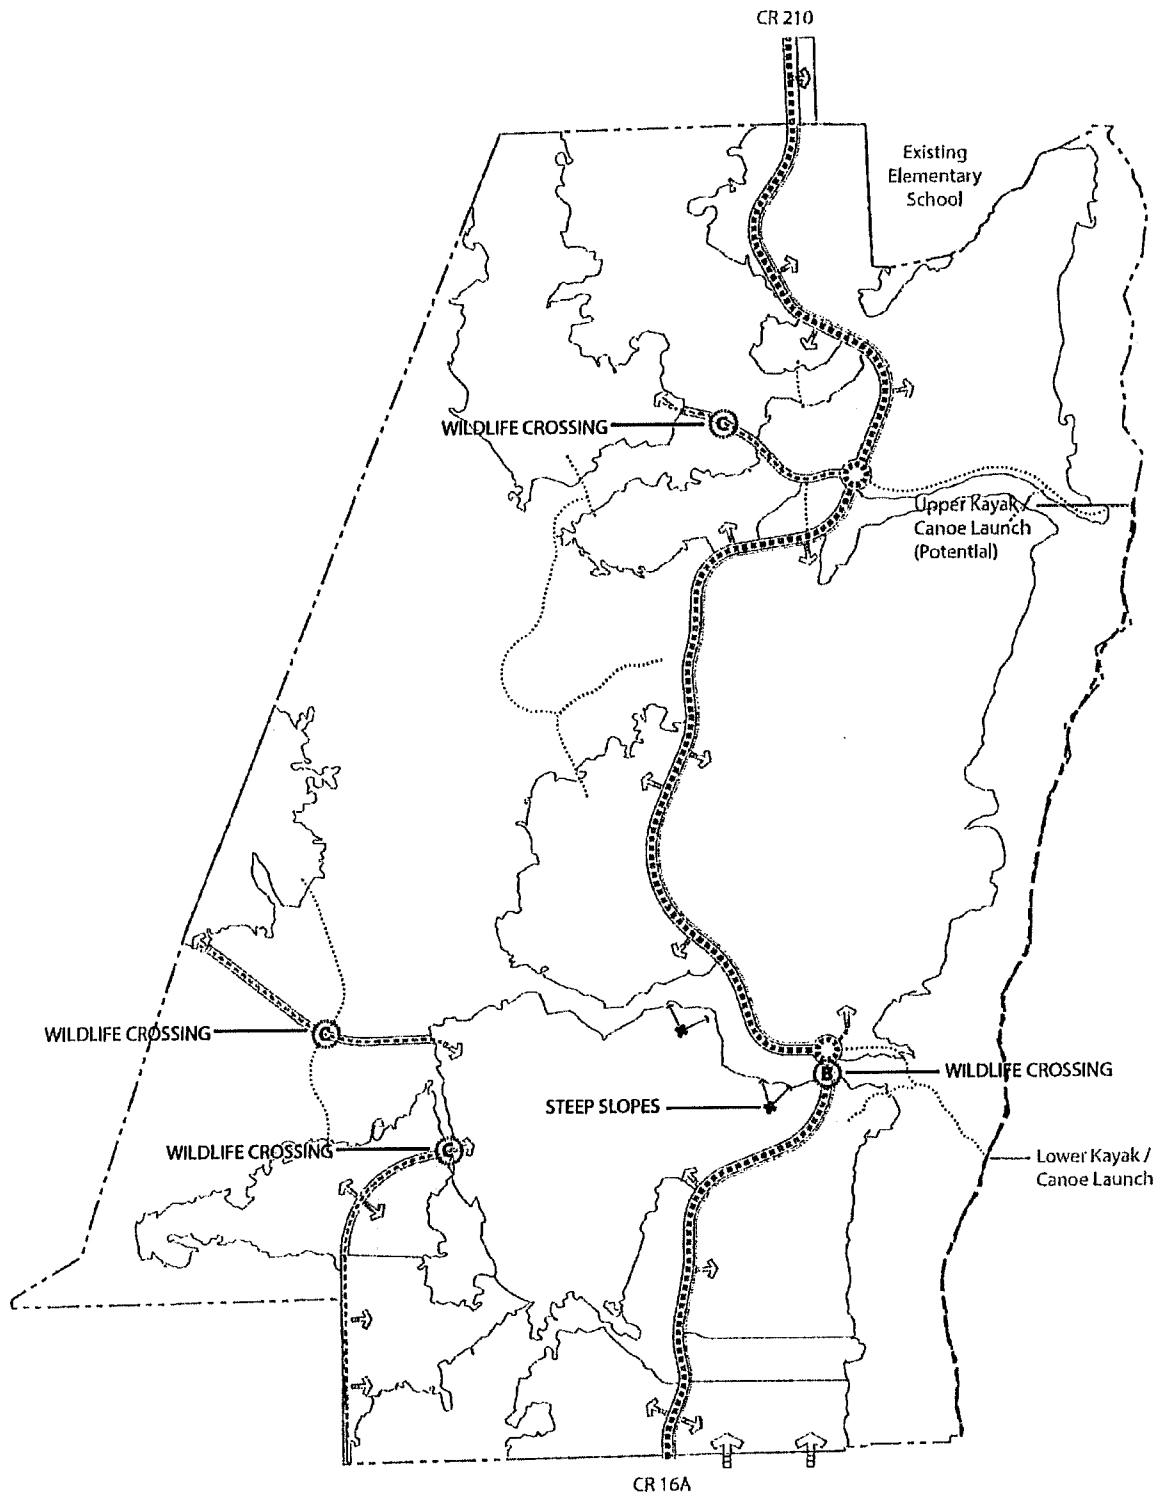 CR 210
Existing
Elementary
School
WILDLIFE CROSSING
C
Upper Kayak /
Canoe Launch
(Potential)
WILDLIFE CROSSING
C
B
WILDLIFE CROSSING
STEEP SLOPES
WILDLIFE CROSSING
C
Lower Kayak /
Canoe Launch
CR 16A